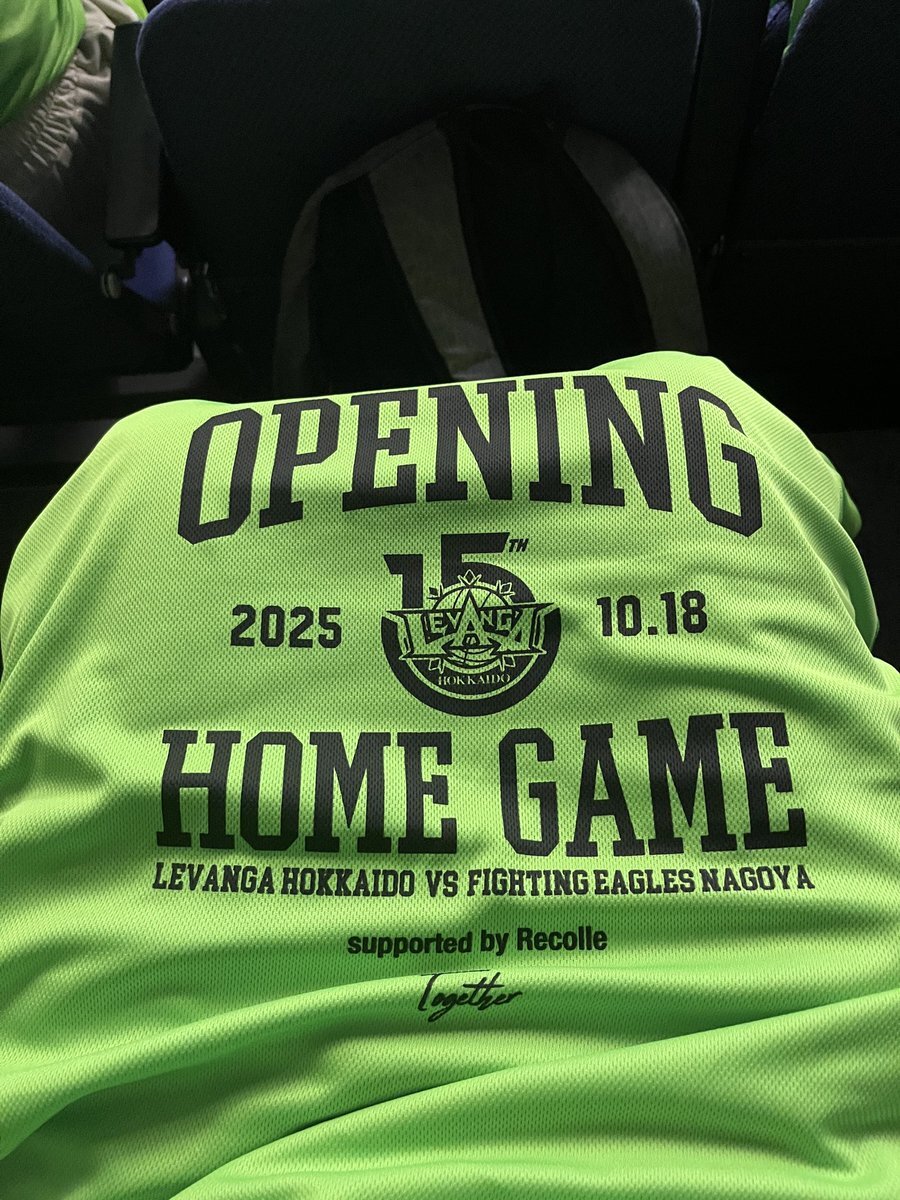 OPENING
15TH
2025
LEVANGA
10.18
HOKKAIDO
HOME GAME
LEVANGA HOKKAIDO VS FIGHTING EAGLES NAGOYA
supported by Recolle
Together